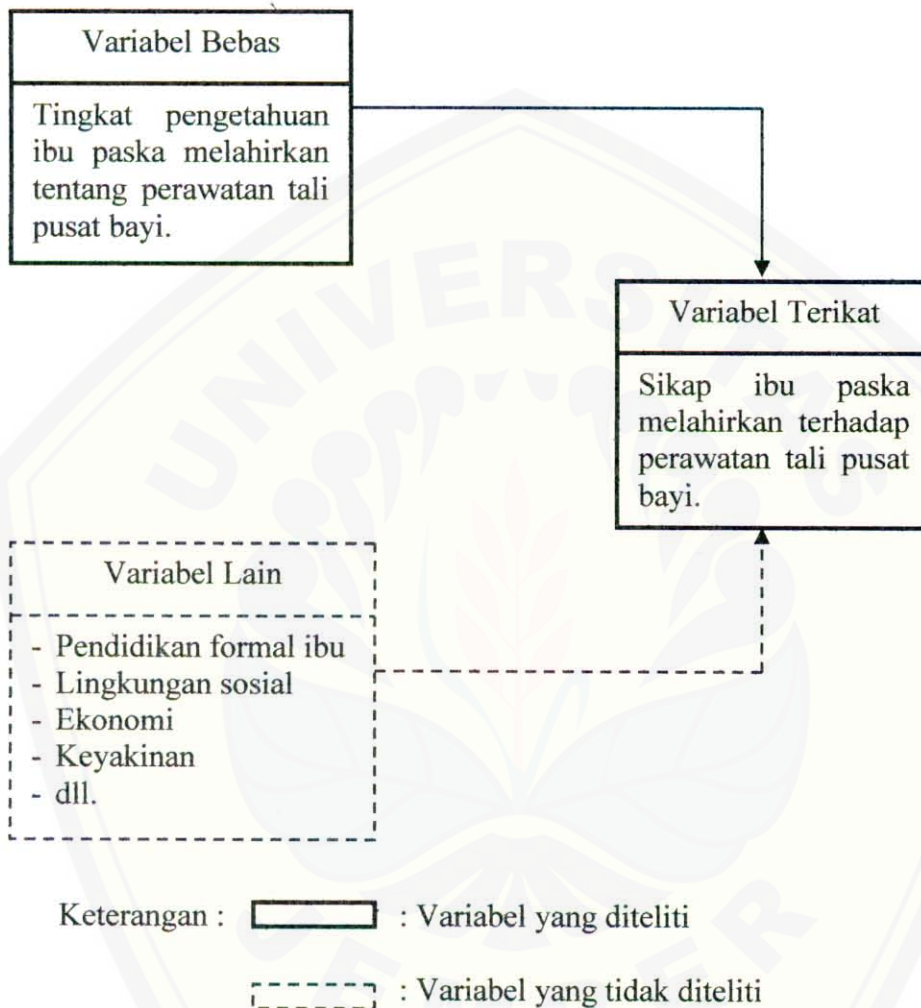 Variabel Bebas
Tingkat pengetahuan
ibu paska melahirkan
tentang perawatan tali
pusat bayi.
Variabel Terikat
Sikap ibu paska
melahirkan terhadap
perawatan tali pusat
bayi.
Variabel Lain
- Pendidikan formal ibu
- Lingkungan sosial
- Ekonomi
- Keyakinan
- dll.
Keterangan : : Variabel yang diteliti
: Variabel yang tidak diteliti
UNIVERSITAS